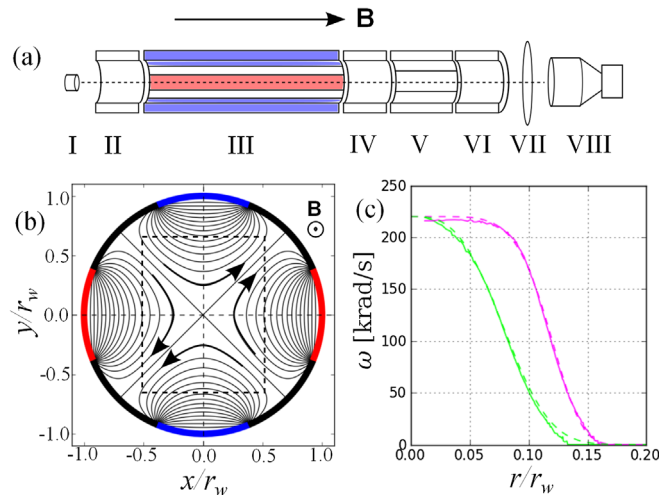 B
(a)
I II III IV V VI VII VIII
(b)
B
1.0
0.5
0.0
-0.5
-1.0
y/r_w
-1.0 -0.5 0.0 0.5 1.0
x/r_w
(c)
250
200
150
100
50
0
ω [krad/s]
0.00 0.05 0.10 0.15 0.20
r/r_w